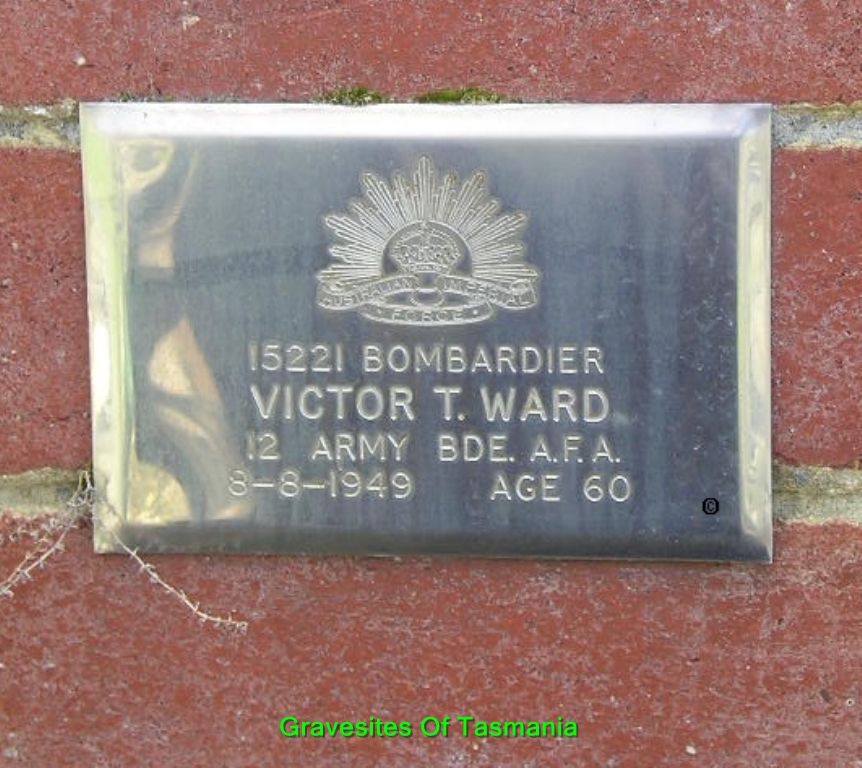 AUSTRALIAN IMPERIAL
FORCE
15221 BOMBARDIER
VICTOR T. WARD
12 ARMY BDE. A.F.A.
8-8-1949 AGE 60
©
Gravesites Of Tasmania